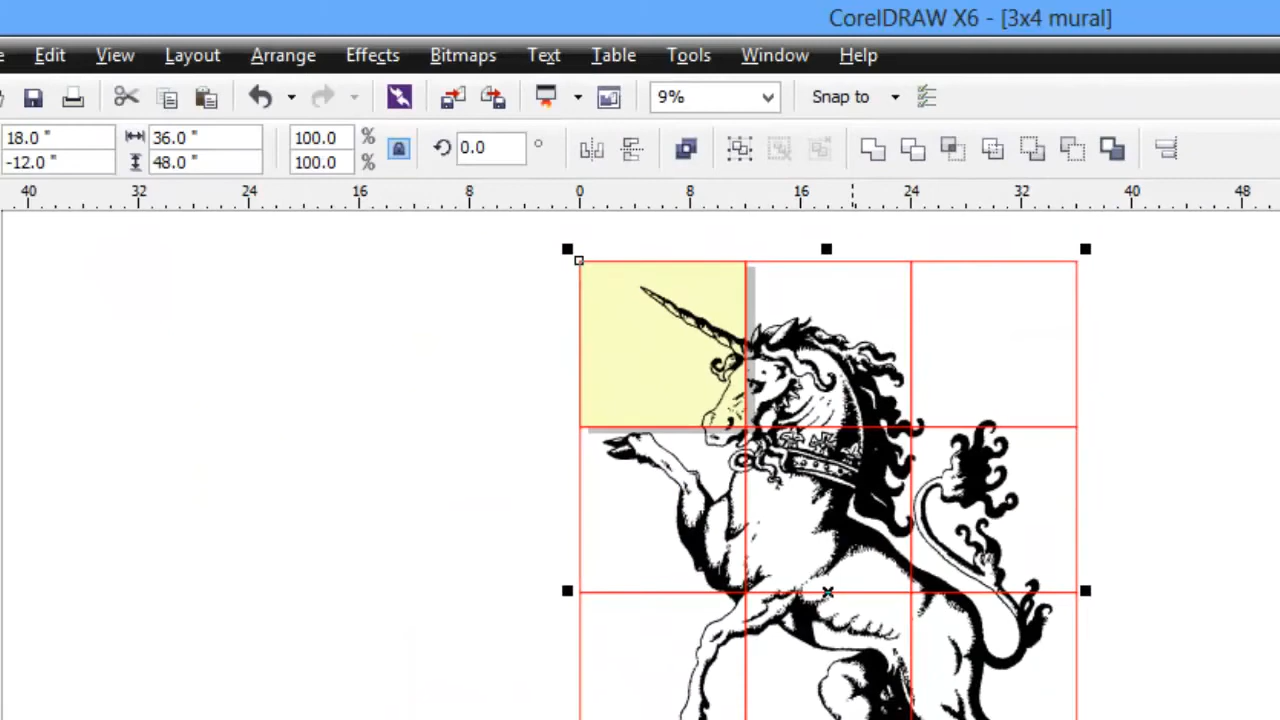 CorelDRAW X6 - [3x4 mural]
Edit View Layout Arrange Effects Bitmaps Text Table Tools Window Help
9% Snap to
18.0 " 36.0 " 100.0 % 0.0 °
-12.0 " 48.0 " 100.0 %
40 32 24 16 8 0 8 16 24 32 40 48